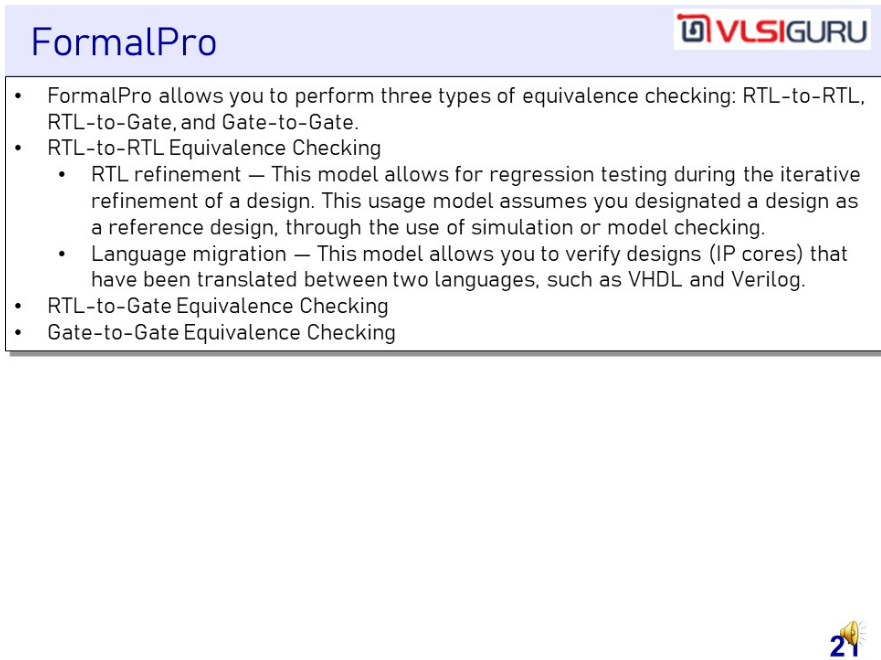 FormalPro
VLSIGURU
• FormalPro allows you to perform three types of equivalence checking: RTL-to-RTL,
RTL-to-Gate, and Gate-to-Gate.
• RTL-to-RTL Equivalence Checking
• RTL refinement — This model allows for regression testing during the iterative
refinement of a design. This usage model assumes you designated a design as
a reference design, through the use of simulation or model checking.
• Language migration — This model allows you to verify designs (IP cores) that
have been translated between two languages, such as VHDL and Verilog.
• RTL-to-Gate Equivalence Checking
• Gate-to-Gate Equivalence Checking
21